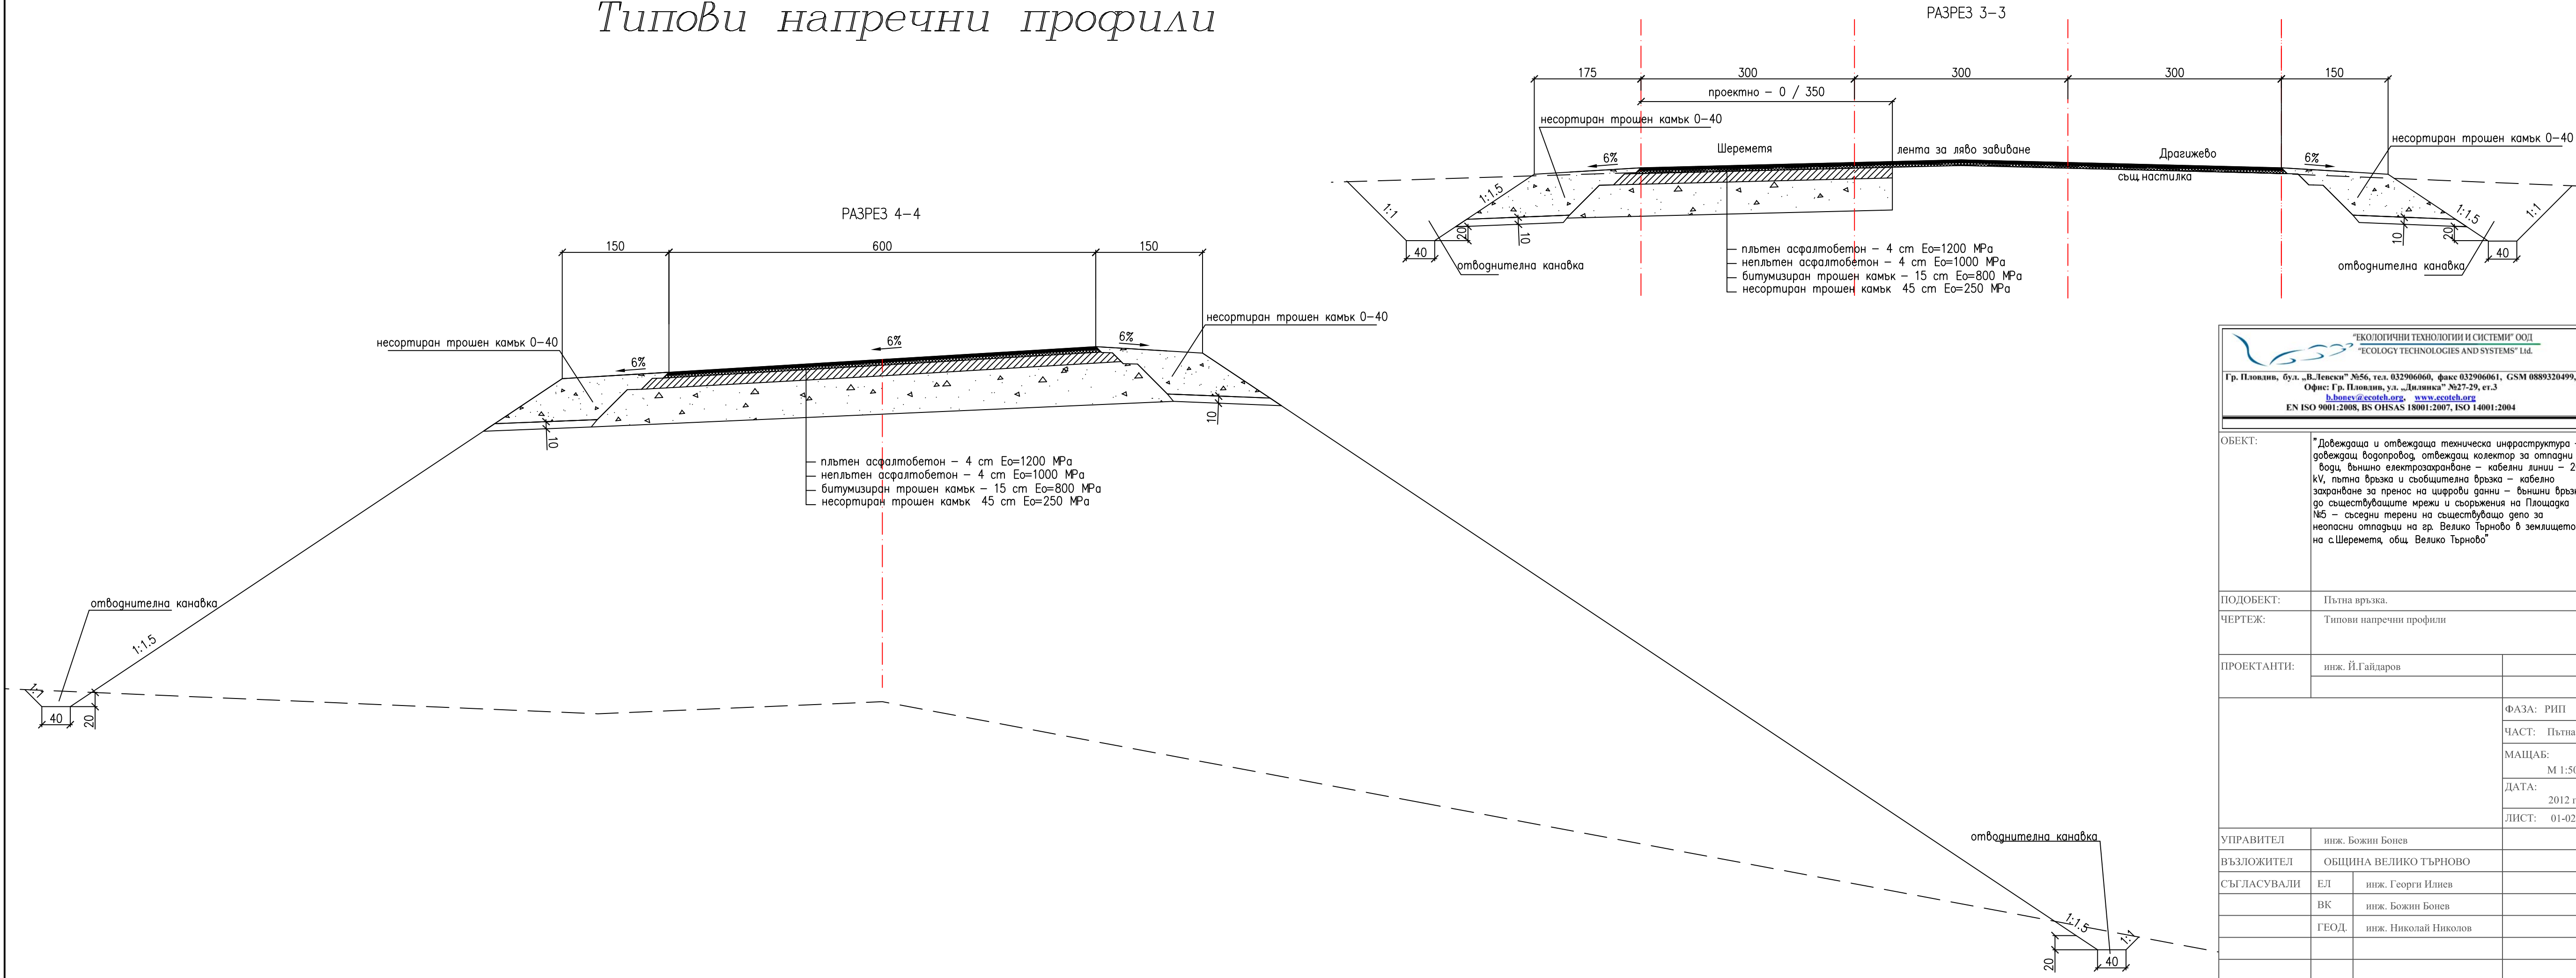 Типови напречни профили
РАЗРЕЗ 3-3
175
300
300
300
150
проектно - 0 / 350
несортиран трошен камък 0-40
несортиран трошен камък 0-40
6%
Шереметя
лента за ляво завиване
Драгижево
6%
същ.настилка
1:1
1:1.5
1:1.5
1:1
20
10
10
20
40
40
отводнителна канавка
отводнителна канавка
плътен асфалтобетон - 4 cm Eo=1200 MPa
неплътен асфалтобетон - 4 cm Eo=1000 MPa
битумизиран трошен камък - 15 cm Eo=800 MPa
несортиран трошен камък 45 cm Eo=250 MPa
РАЗРЕЗ 4-4
150
600
150
несортиран трошен камък 0-40
несортиран трошен камък 0-40
6%
6%
6%
10
10
плътен асфалтобетон - 4 cm Eo=1200 MPa
неплътен асфалтобетон - 4 cm Eo=1000 MPa
битумизиран трошен камък - 15 cm Eo=800 MPa
несортиран трошен камък 45 cm Eo=250 MPa
отводнителна канавка
1:1.5
1:1
40
20
отводнителна канавка
1:1.5
1:1
20
40
"ЕКОЛОГИЧНИ ТЕХНОЛОГИИ И СИСТЕМИ" ООД
"ECOLOGY TECHNOLOGIES AND SYSTEMS" Ltd.
Гр. Пловдив, бул. „В.Левски" №56, тел. 032906060, факс 032906061, GSM 0889320499,
Офис: Гр. Пловдив, ул. „Дилянка" №27-29, ет.3
b.bonev@ecoteh.org, www.ecoteh.org
EN ISO 9001:2008, BS OHSAS 18001:2007, ISO 14001:2004
ОБЕКТ:
"Довеждаща и отвеждаща техническа инфраструктура -
довеждащ водопровод, отвеждащ колектор за отпадни
води, външно електрозахранване - кабелни линии - 2
kV, пътна връзка и съобщителна връзка - кабелно
захранване за пренос на цифрови данни - външни
до съществуващите мрежи и сьоръжения на Площадка
№5 - съседни терени на съществуващо депо за
неопасни отпадъци на гр. Велико Търново в землището
на с.Шереметя, общ. Велико Търново"
ПОДОБЕКТ: Пътна връзка.
ЧЕРТЕЖ: Типови напречни профили
ПРОЕКТАНТИ: инж. Й.Гайдаров
ФАЗА: РИП
ЧАСТ: Пътна
МАЩАБ:
М 1:50
ДАТА:
2012
ЛИСТ: 01-02
УПРАВИТЕЛ инж. Божин Бонев
ВЪЗЛОЖИТЕЛ ОБЩИНА ВЕЛИКО ТЪРНОВО
СЪГЛАСУВАЛИ ЕЛ инж. Георги Илиев
ВК инж. Божин Бонев
ГЕОД. инж. Николай Николов